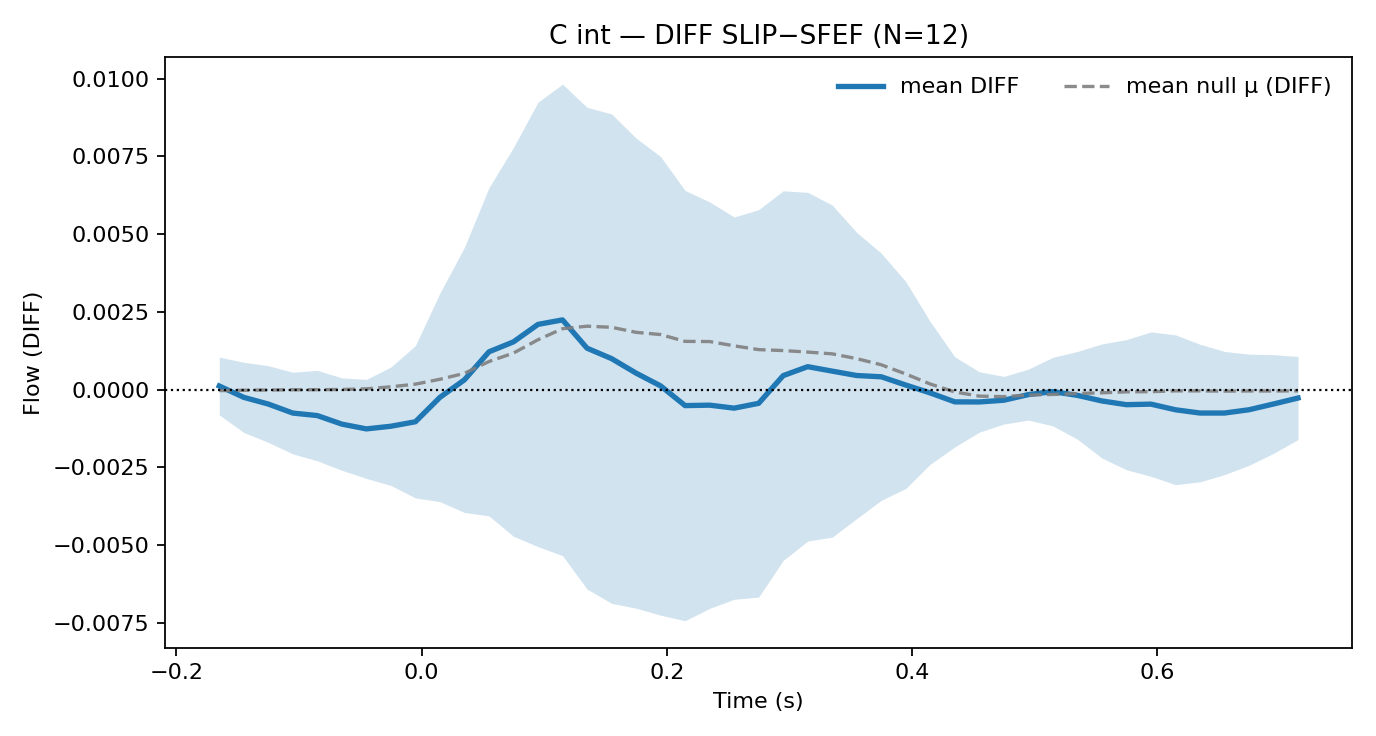 C int — DIFF SLIP−SFEF (N=12)
mean DIFF
mean null μ (DIFF)
0.0100
0.0075
0.0050
0.0025
0.0000
−0.0025
−0.0050
−0.0075
Flow (DIFF)
−0.2
0.0
0.2
0.4
0.6
Time (s)